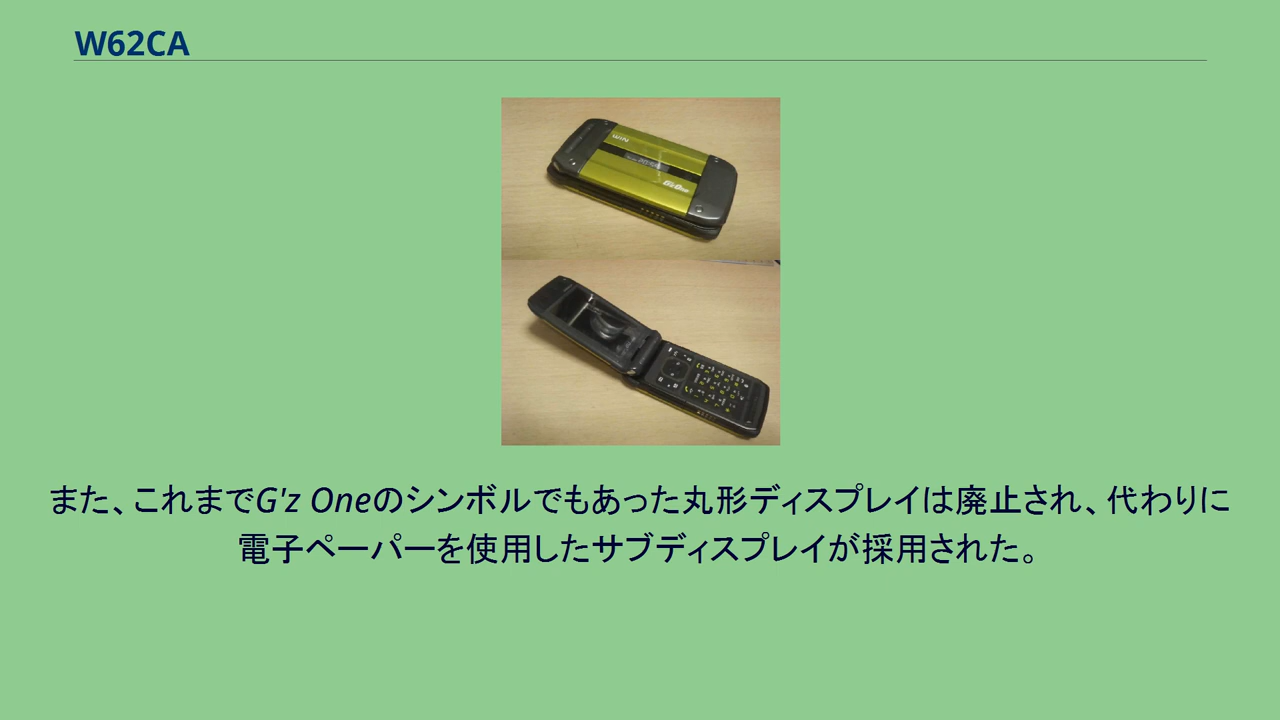 W62CA
WIN
G'z One
また、これまでG'z Oneのシンボルでもあった丸形ディスプレイは廃止され、代わりに
電子ペーパーを使用したサブディスプレイが採用された。